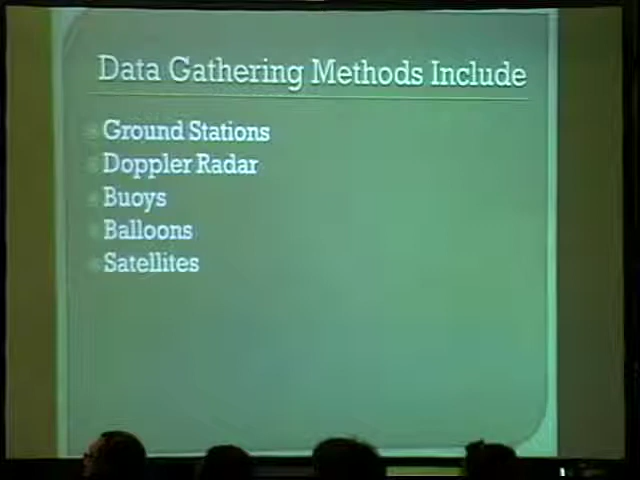 Data Gathering Methods Include
Ground Stations
Doppler Radar
Buoys
Balloons
Satellites